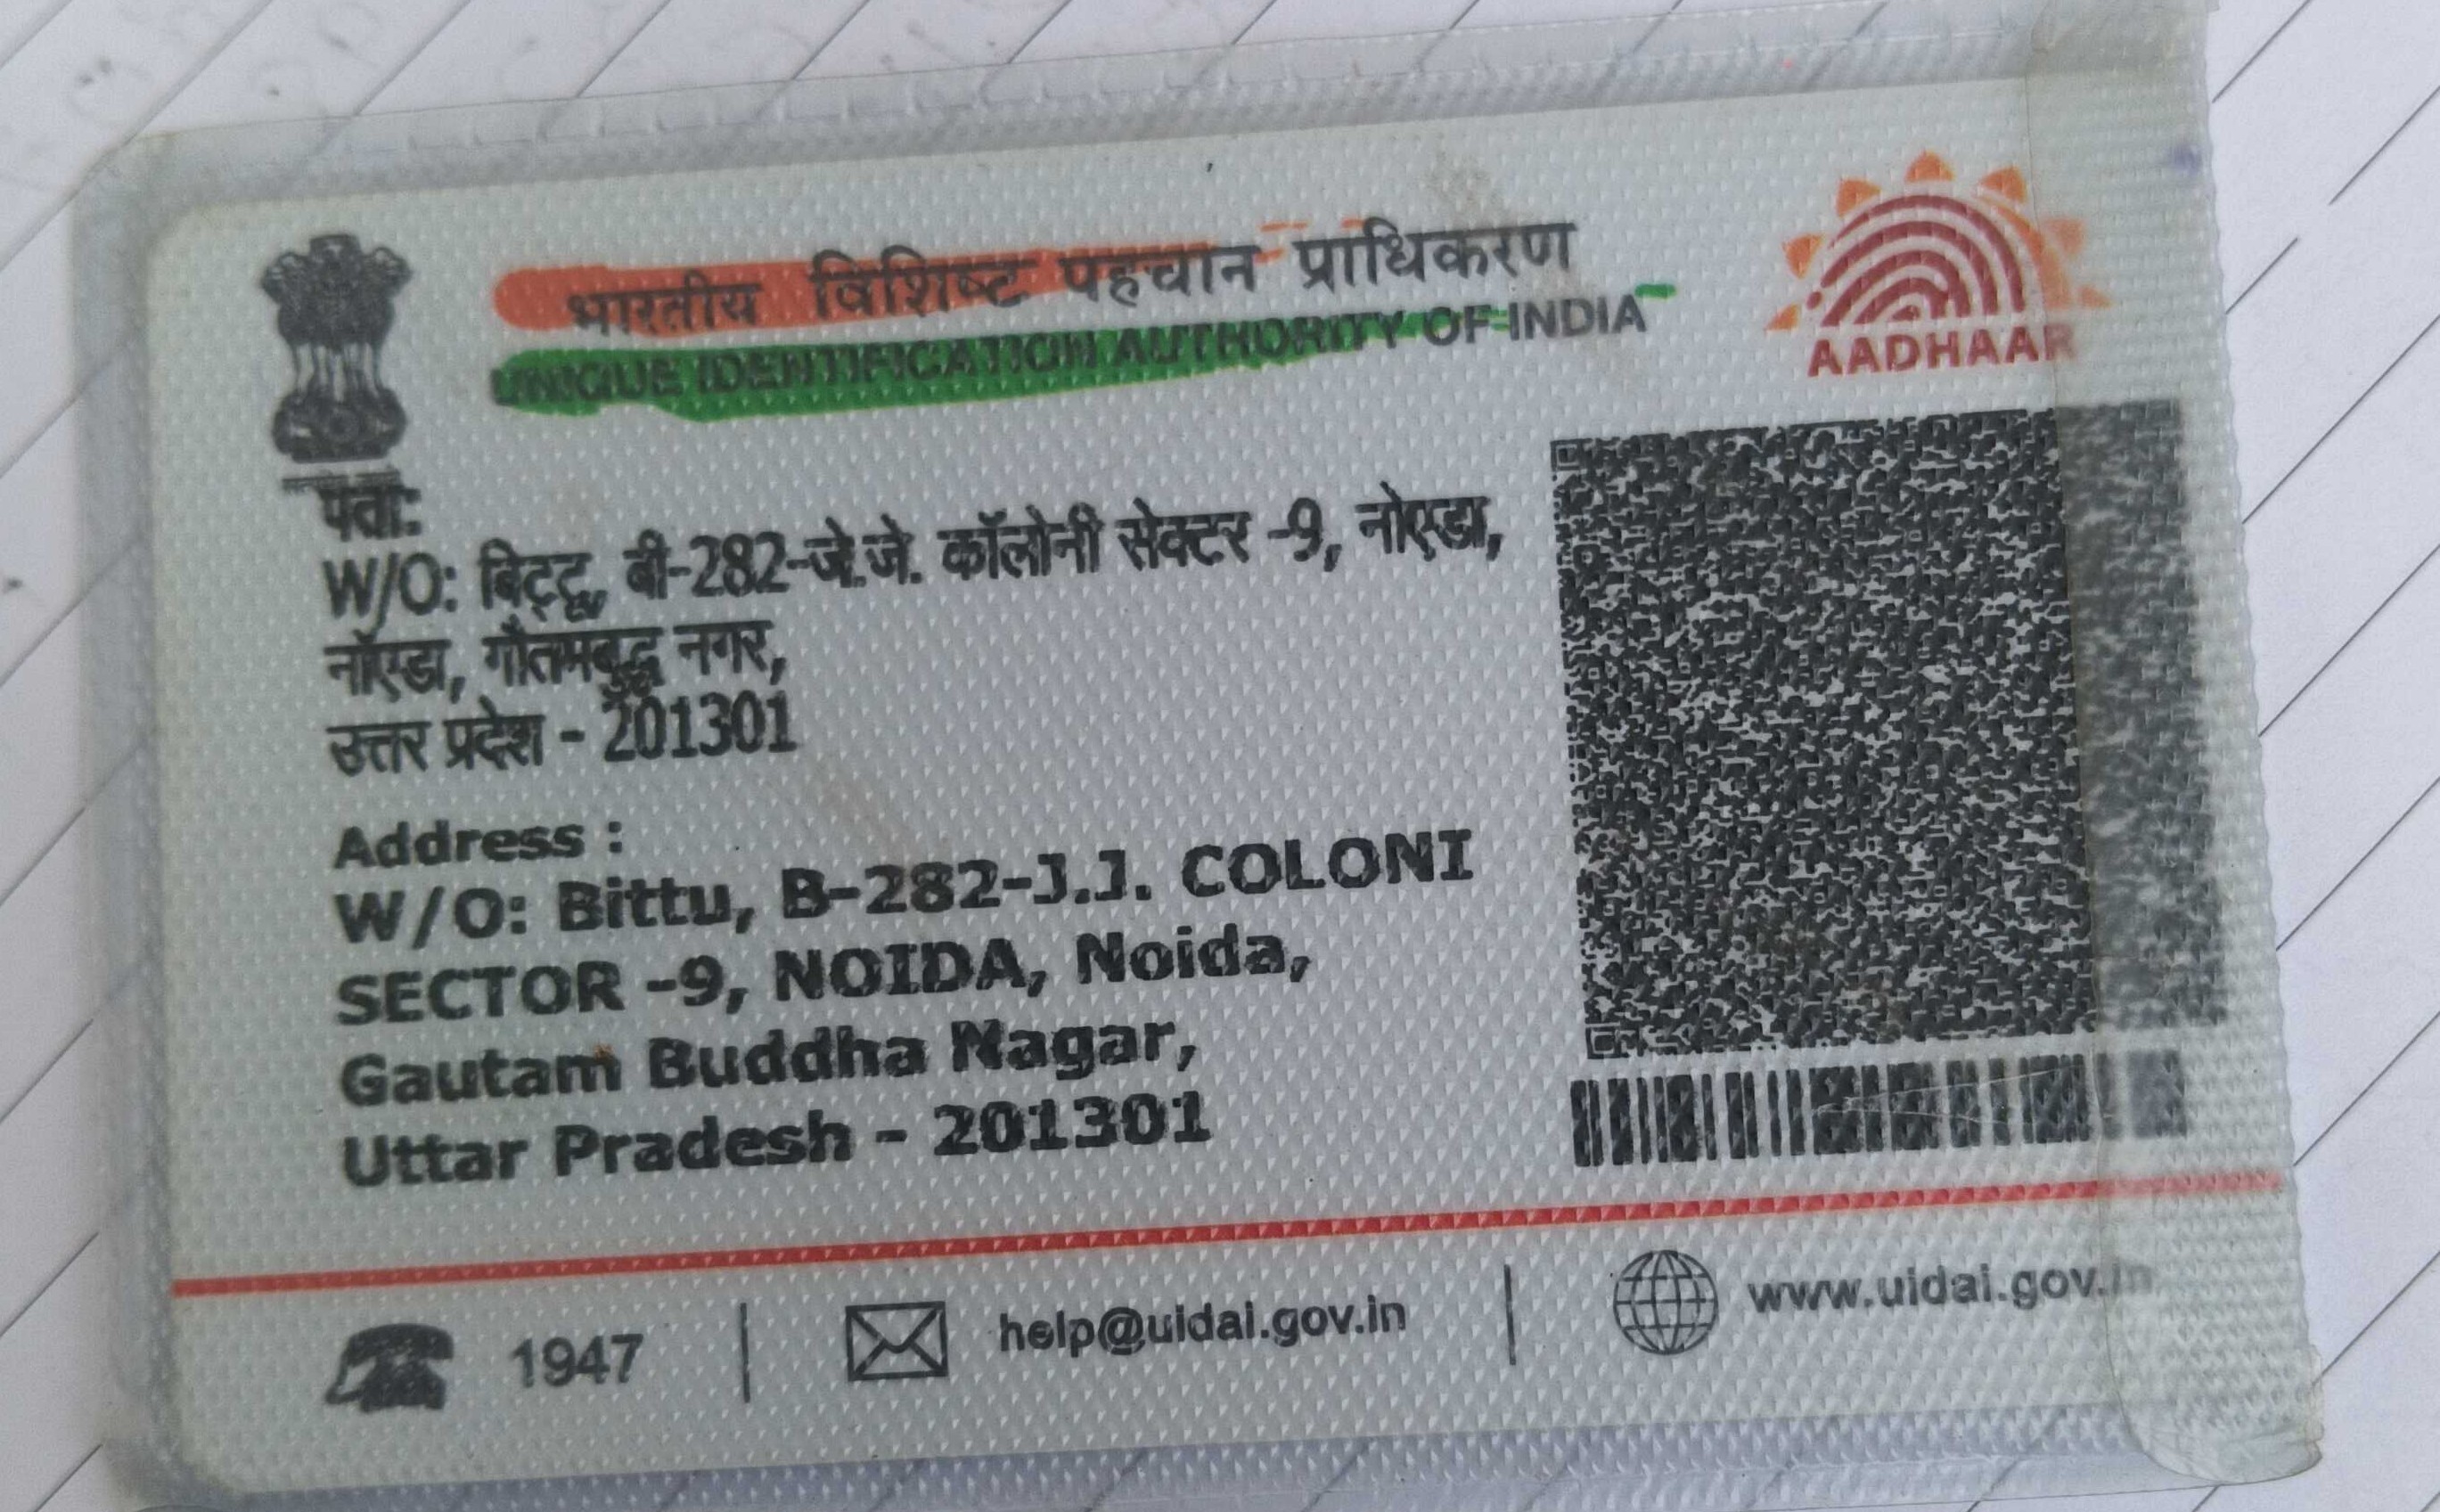 भारतीय विशिष्ट पहचान प्राधिकरण
UNIQUE IDENTIFICATION AUTHORITY OF INDIA
AADHAAR
पता:
W/O: बिट्टू, बी-282-जे.जे. कॉलोनी सेक्टर -9, नोएडा,
नॉएडा, गौतमबुद्ध नगर,
उत्तर प्रदेश - 201301
Address :
W/O: Bittu, B-282-J.J. COLONI
SECTOR -9, NOIDA, Noida,
Gautam Buddha Nagar,
Uttar Pradesh - 201301
1947
help@uidai.gov.in
www.uidai.gov.in